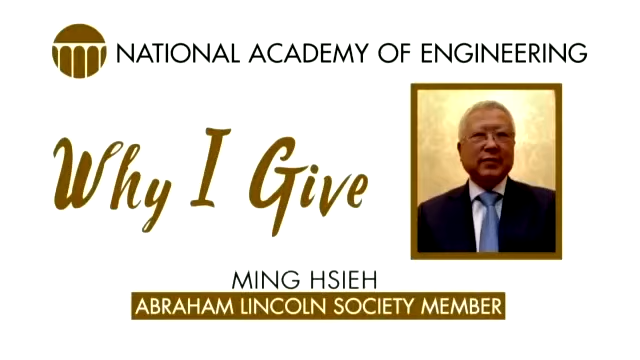 NATIONAL ACADEMY OF ENGINEERING
Why I Give
MING HSIEH
ABRAHAM LINCOLN SOCIETY MEMBER